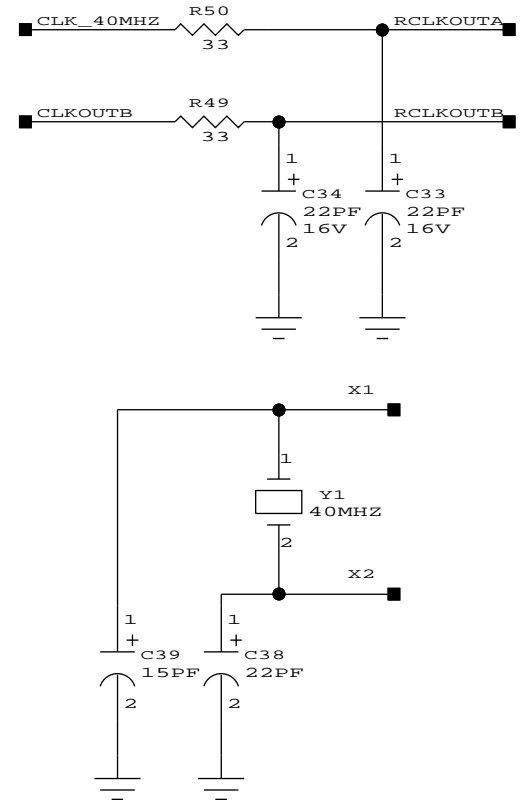 R50
CLK_40MHZ RCLKOUTA
33
R49
CLKOUTB RCLKOUTB
33
1 1
+ +
C34 C33
22PF 22PF
16V 16V
2 2
X1
1
Y1
40MHZ
2
X2
1 1
+ +
C39 C38
15PF 22PF
2 2